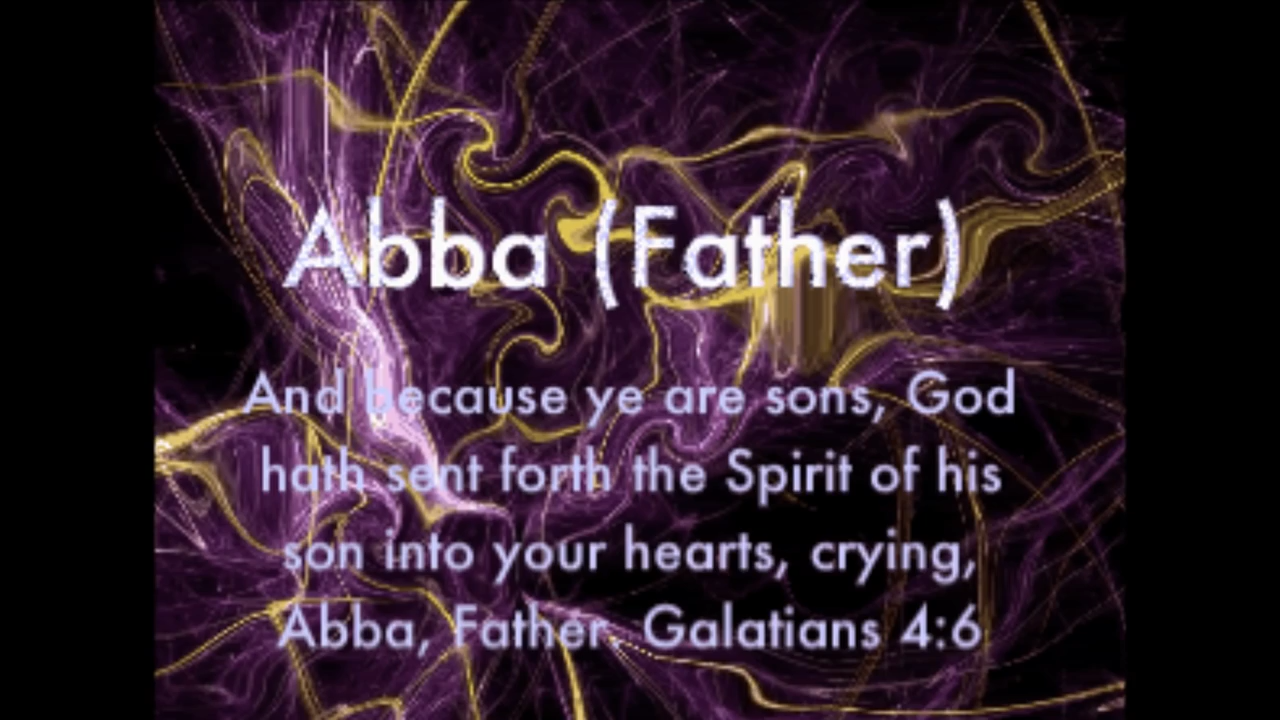 Abba (Father)
And because ye are sons, God
hath sent forth the Spirit of his
son into your hearts, crying,
Abba, Father. Galatians 4:6